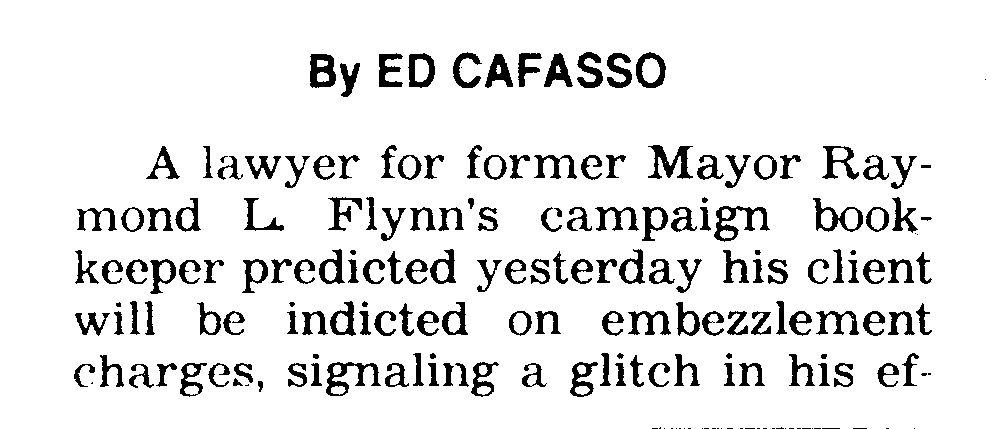 By ED CAFASSO
A lawyer for former Mayor Ray-
mond L. Flynn's campaign book-
keeper predicted yesterday his client
will be indicted on embezzlement
charges, signaling a glitch in his ef-